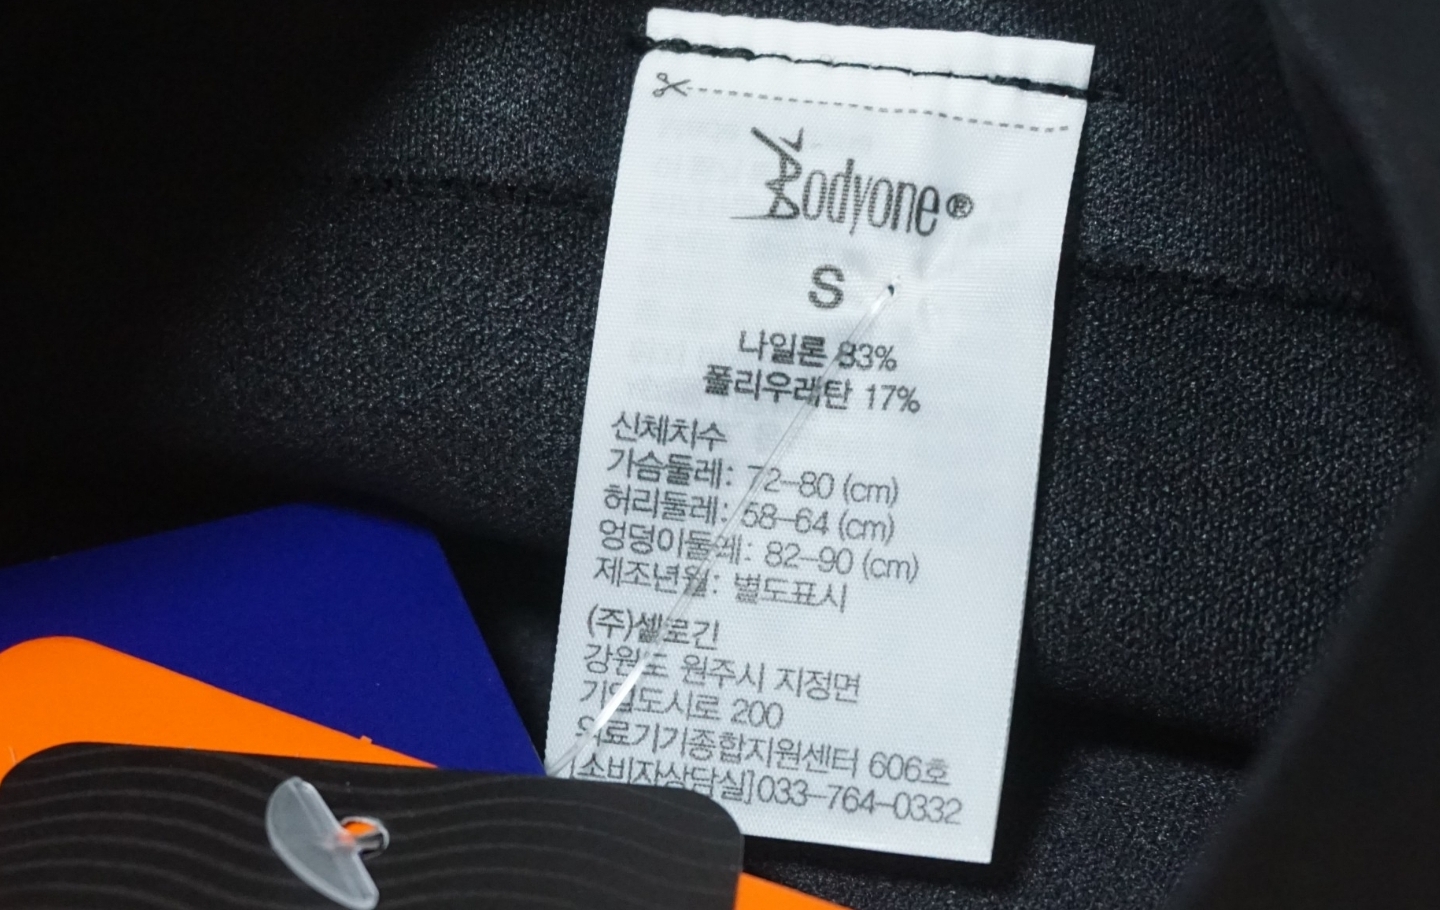 Bodyone®
S
나일론 83%
폴리우레탄 17%
신체치수
가슴둘레: 72-80 (cm)
허리둘레: 58-64 (cm)
엉덩이둘레: 82-90 (cm)
제조년월: 별도표시
(주)셀로긴
강원도 원주시 지정면
기업도시로 200
의료기기종합지원센터 606호
[소비자상담실]033-764-0332